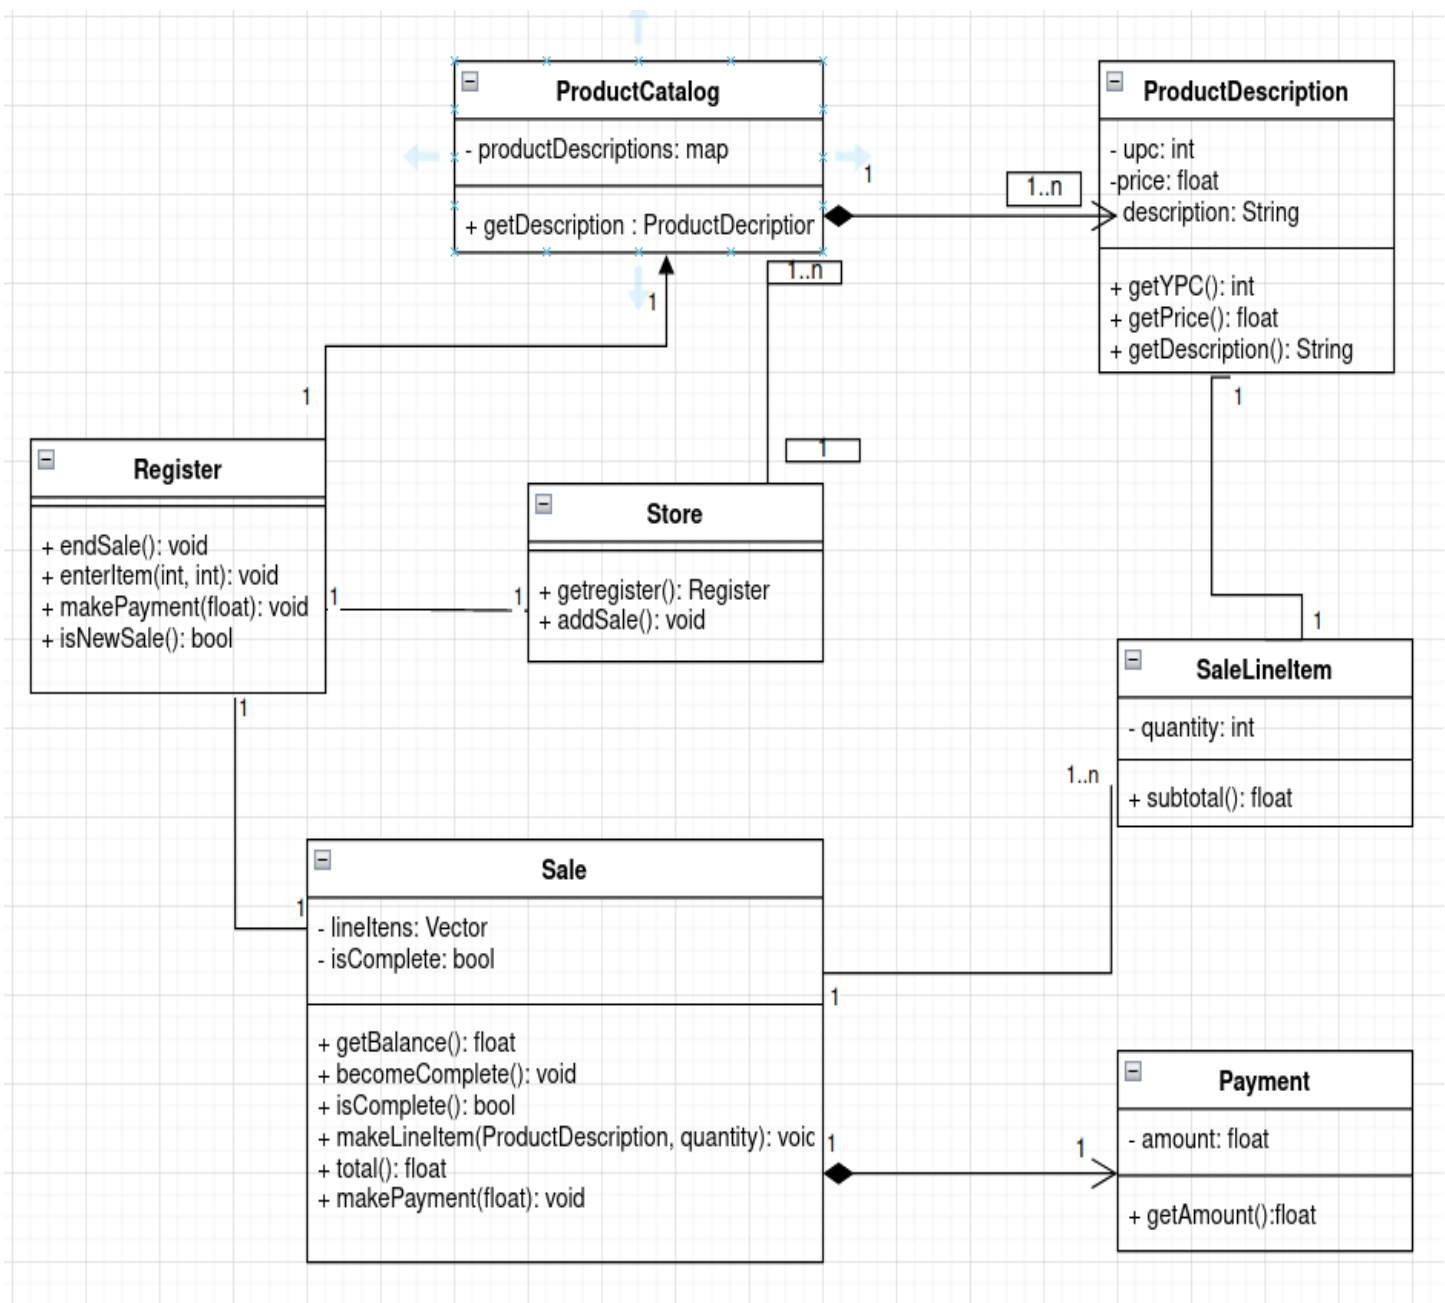 ProductCatalog
- productDescriptions: map
+ getDescription : ProductDecription
1
1..n
ProductDescription
- upc: int
-price: float
description: String
+ getYPC(): int
+ getPrice(): float
+ getDescription(): String
1..n
1
1
1
1
Register
+ endSale(): void
+ enterItem(int, int): void
+ makePayment(float): void
+ isNewSale(): bool
1
1
Store
+ getregister(): Register
+ addSale(): void
1
SaleLineItem
- quantity: int
+ subtotal(): float
1..n
1
1
Sale
- lineItens: Vector
- isComplete: bool
1
+ getBalance(): float
+ becomeComplete(): void
+ isComplete(): bool
+ makeLineItem(ProductDescription, quantity): voic
+ total(): float
+ makePayment(float): void
1
1
Payment
- amount: float
+ getAmount():float